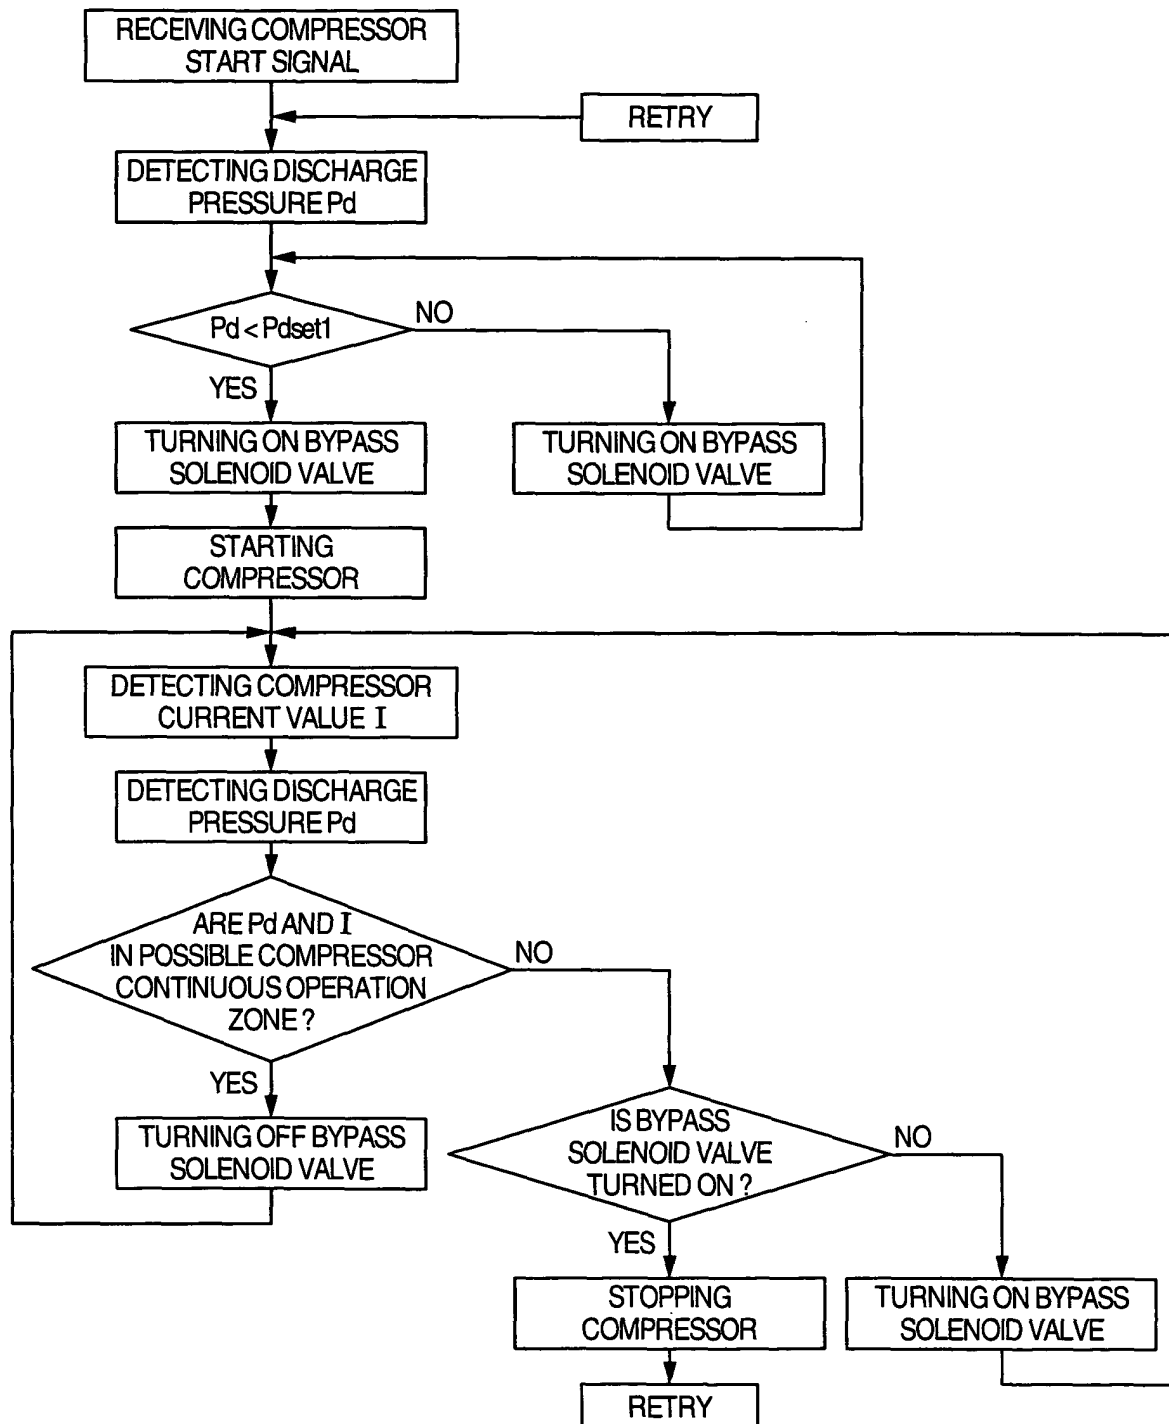 RECEIVING COMPRESSOR
START SIGNAL
RETRY
DETECTING DISCHARGE
PRESSURE Pd
Pd < Pdset1
NO
YES
TURNING ON BYPASS
SOLENOID VALVE
TURNING ON BYPASS
SOLENOID VALVE
STARTING
COMPRESSOR
DETECTING COMPRESSOR
CURRENT VALUE I
DETECTING DISCHARGE
PRESSURE Pd
ARE Pd AND I
IN POSSIBLE COMPRESSOR
CONTINUOUS OPERATION
ZONE ?
NO
YES
TURNING OFF BYPASS
SOLENOID VALVE
IS BYPASS
SOLENOID VALVE
TURNED ON ?
NO
YES
STOPPING
COMPRESSOR
TURNING ON BYPASS
SOLENOID VALVE
RETRY